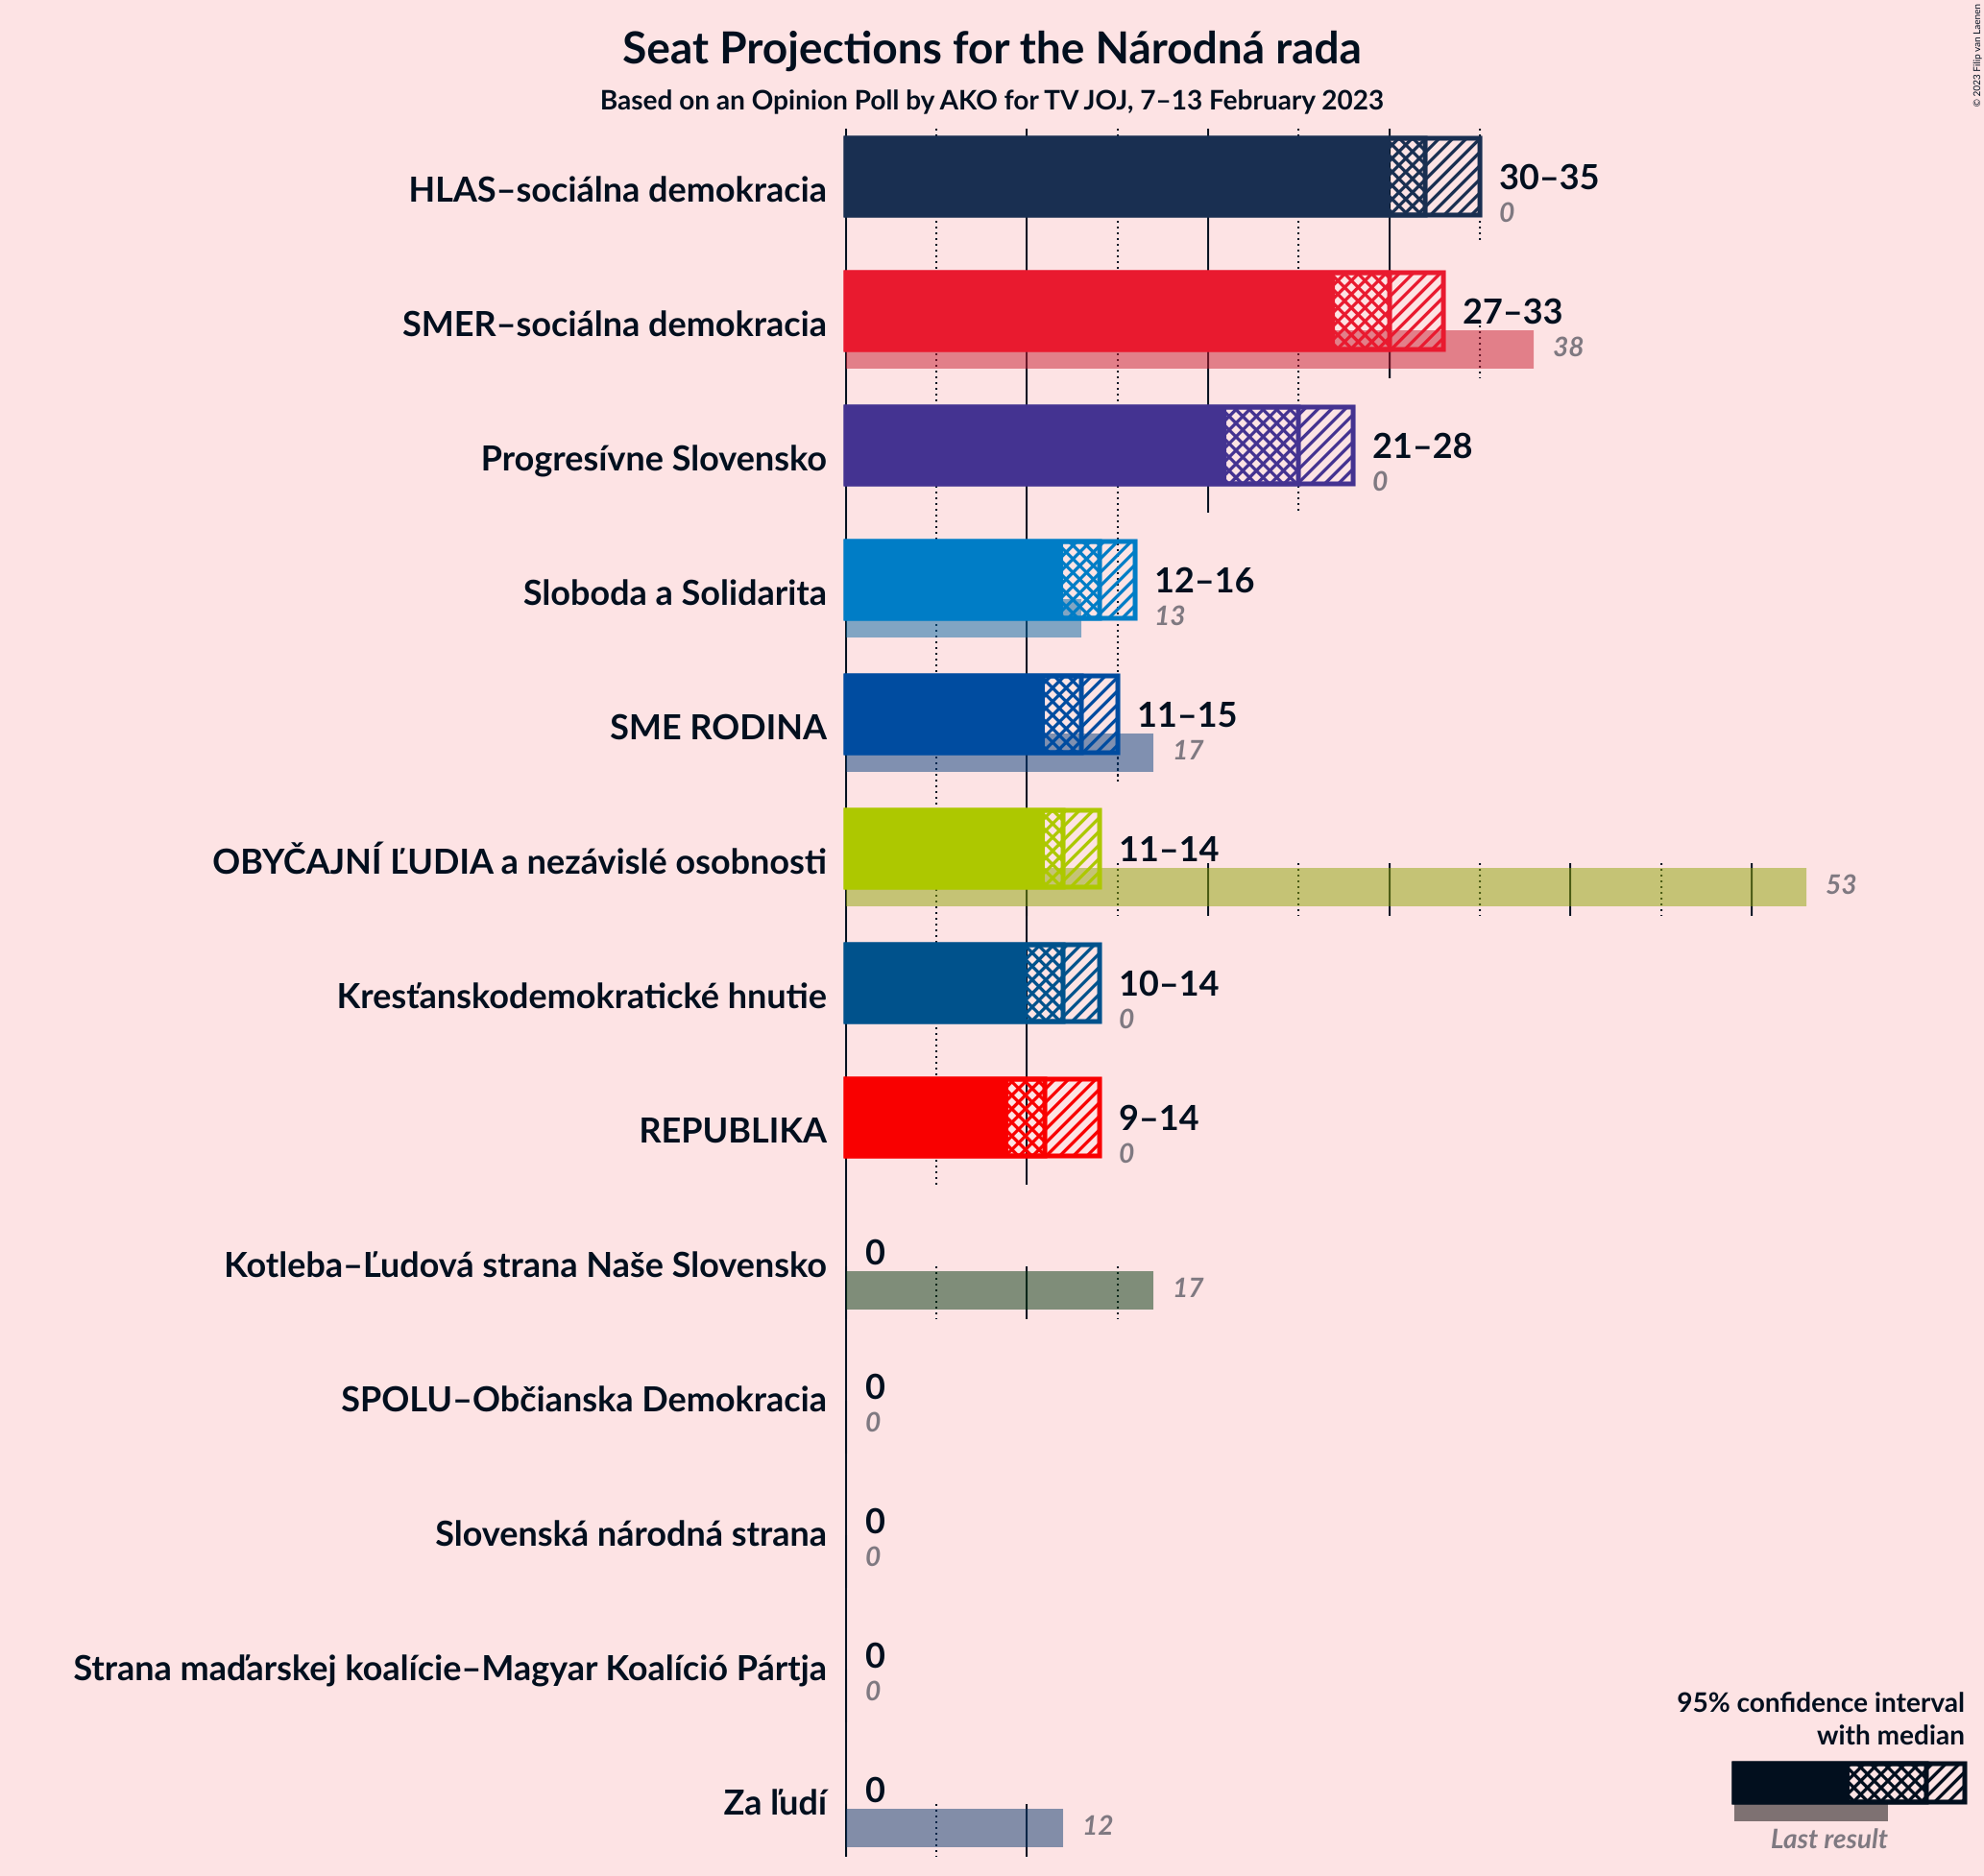 Seat Projections for the Národná rada
Based on an Opinion Poll by AKO for TV JOJ, 7–13 February 2023
© 2023 Filip van Laenen
HLAS–sociálna demokracia
30–35
0
SMER–sociálna demokracia
27–33
38
Progresívne Slovensko
21–28
0
Sloboda a Solidarita
12–16
13
SME RODINA
11–15
17
OBYČAJNÍ ĽUDIA a nezávislé osobnosti
11–14
53
Kresťanskodemokratické hnutie
10–14
0
REPUBLIKA
9–14
0
Kotleba–Ľudová strana Naše Slovensko
0
17
SPOLU–Občianska Demokracia
0
0
Slovenská národná strana
0
0
Strana maďarskej koalície–Magyar Koalíció Pártja
0
0
Za ľudí
0
12
95% confidence interval
with median
Last result